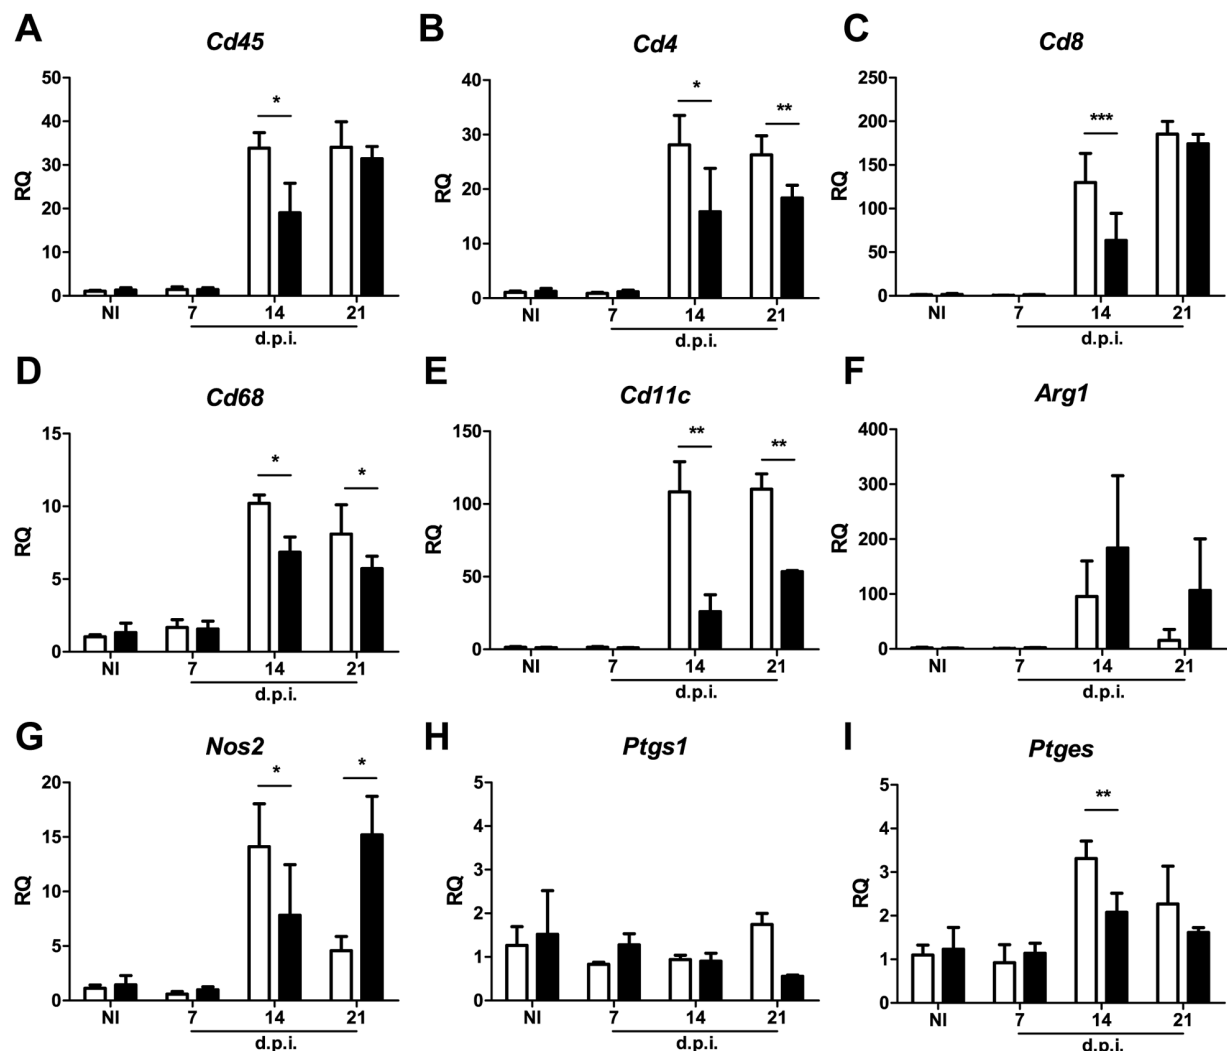 A
Cd45
50
40
30
20
10
0
RQ
*
NI
7
14
21
d.p.i.
B
Cd4
40
30
20
10
0
RQ
*
**
NI
7
14
21
d.p.i.
C
Cd8
250
200
150
100
50
0
RQ
***
NI
7
14
21
d.p.i.
D
Cd68
15
10
5
0
RQ
*
*
NI
7
14
21
d.p.i.
E
Cd11c
150
100
50
0
RQ
**
**
NI
7
14
21
d.p.i.
F
Arg1
400
300
200
100
0
RQ
NI
7
14
21
d.p.i.
G
Nos2
20
15
10
5
0
RQ
*
*
NI
7
14
21
d.p.i.
H
Ptgs1
5
4
3
2
1
0
RQ
NI
7
14
21
d.p.i.
I
Ptges
5
4
3
2
1
0
RQ
**
NI
7
14
21
d.p.i.